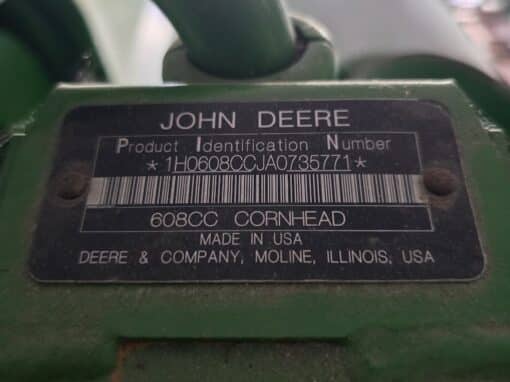 JOHN DEERE
Product Identification Number
*1H0608CCJA0735771*
608CC CORNHEAD
MADE IN USA
DEERE & COMPANY, MOLINE, ILLINOIS, USA